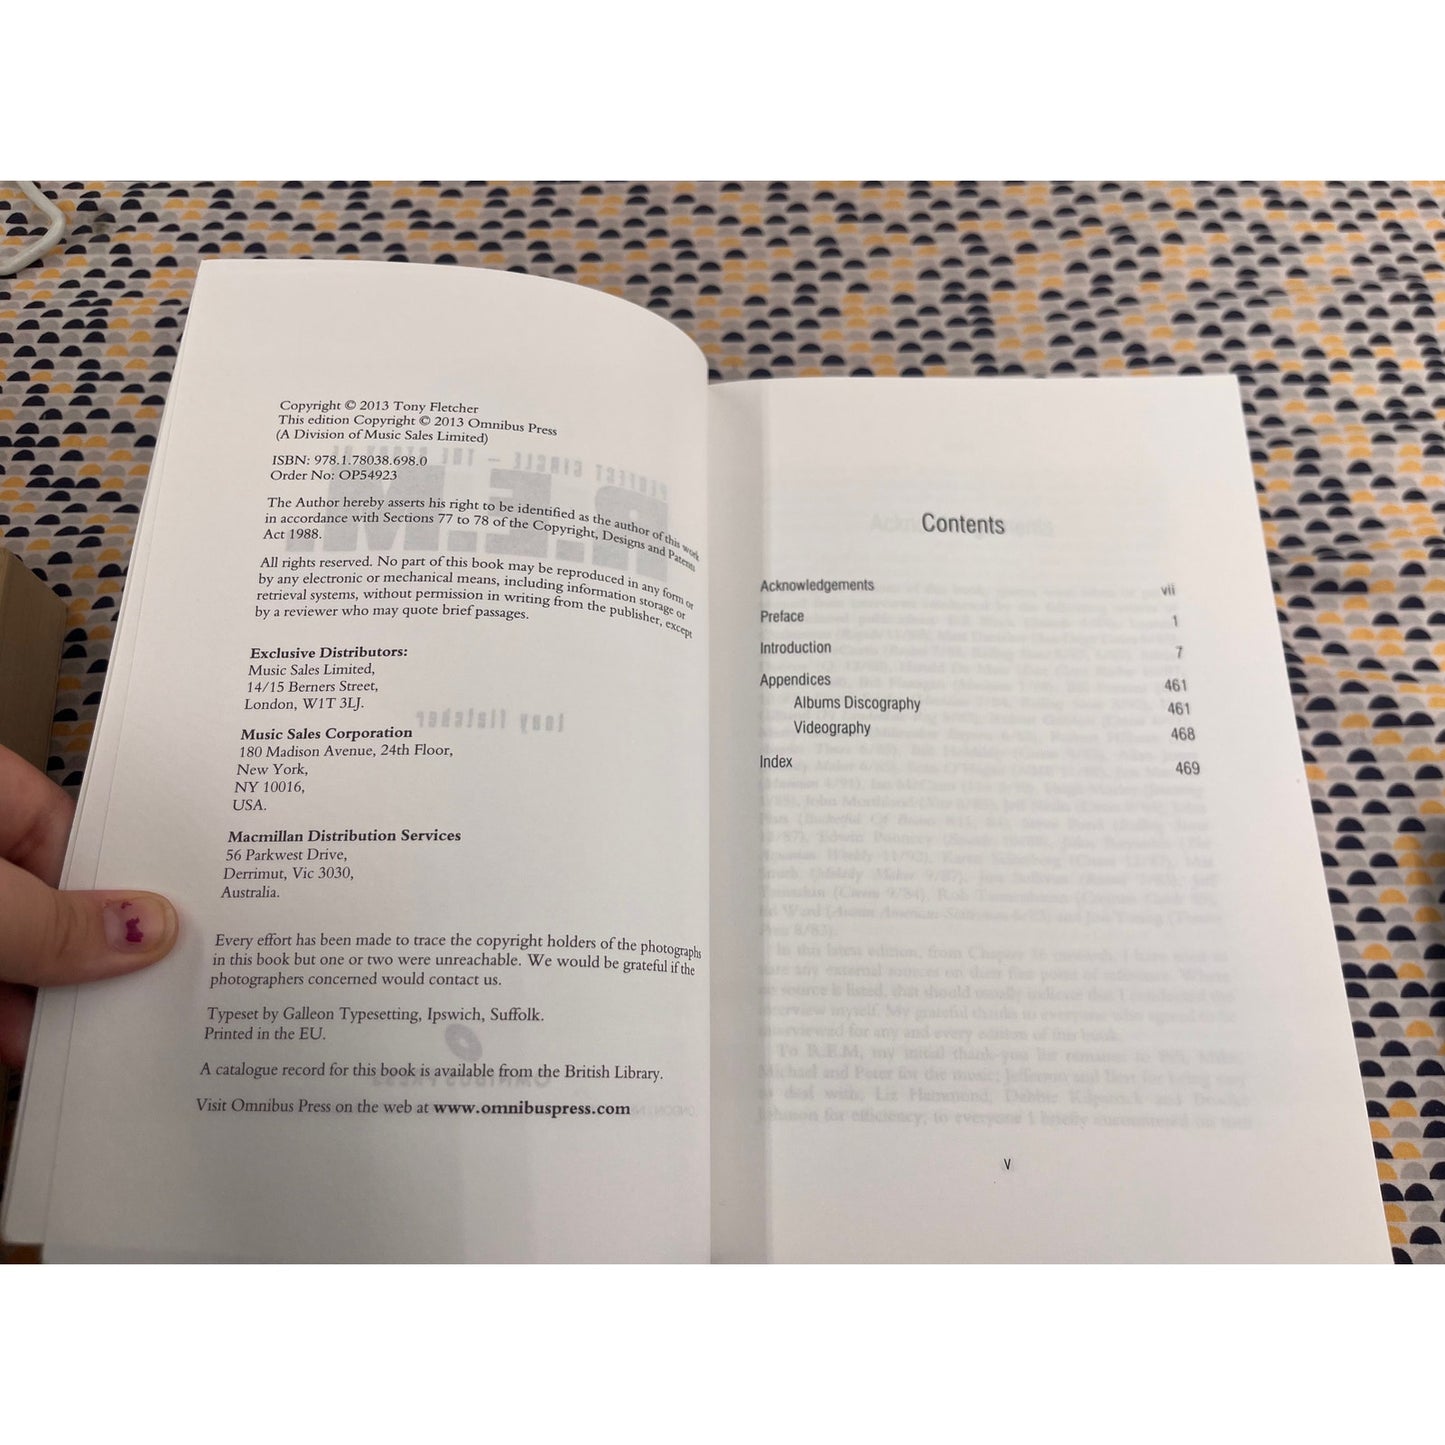 Copyright © 2013 Tony Fletcher
This edition Copyright © 2013 Omnibus Press
(A Division of Music Sales Limited)
ISBN: 978.1.78038.698.0
Order No: OP54923
The Author hereby asserts his right to be identified as the author of this work
in accordance with Sections 77 to 78 of the Copyright, Designs and Patents
Act 1988.
All rights reserved. No part of this book may be reproduced in any form or
by any electronic or mechanical means, including information storage or
retrieval systems, without permission in writing from the publisher, except
by a reviewer who may quote brief passages.
Exclusive Distributors:
Music Sales Limited,
14/15 Berners Street,
London, W1T 3LJ.
Music Sales Corporation
180 Madison Avenue, 24th Floor,
New York,
NY 10016,
USA.
Macmillan Distribution Services
56 Parkwest Drive,
Derrimut, Vic 3030,
Australia.
Every effort has been made to trace the copyright holders of the photographs
in this book but one or two were unreachable. We would be grateful if the
photographers concerned would contact us.
Typeset by Galleon Typesetting, Ipswich, Suffolk.
Printed in the EU.
A catalogue record for this book is available from the British Library.
Visit Omnibus Press on the web at www.omnibuspress.com
Contents
Acknowledgements vii
Preface 1
Introduction 7
Appendices 461
Albums Discography 461
Videography 468
Index 469
v